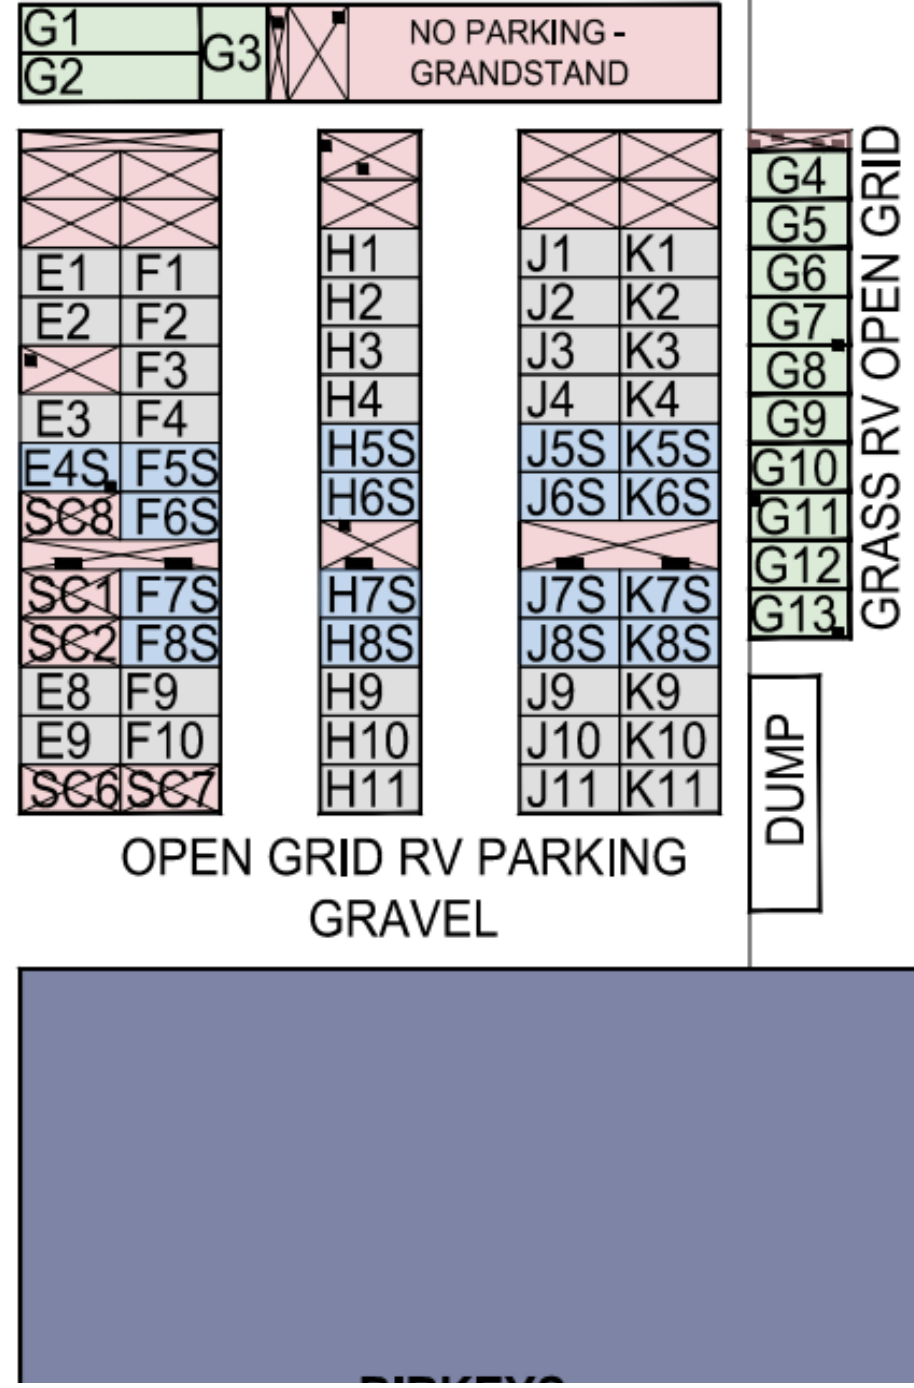 G1
G2
G3
NO PARKING -
GRANDSTAND
E1 F1
E2 F2
F3
E3 F4
E4S F5S
SC8 F6S
SC1 F7S
SC2 F8S
E8 F9
E9 F10
SC6 SC7
H1
H2
H3
H4
H5S
H6S
H7S
H8S
H9
H10
H11
J1 K1
J2 K2
J3 K3
J4 K4
J5S K5S
J6S K6S
J7S K7S
J8S K8S
J9 K9
J10 K10
J11 K11
G4
G5
G6
G7
G8
G9
G10
G11
G12
G13
GRASS RV OPEN GRID
DUMP
OPEN GRID RV PARKING
GRAVEL